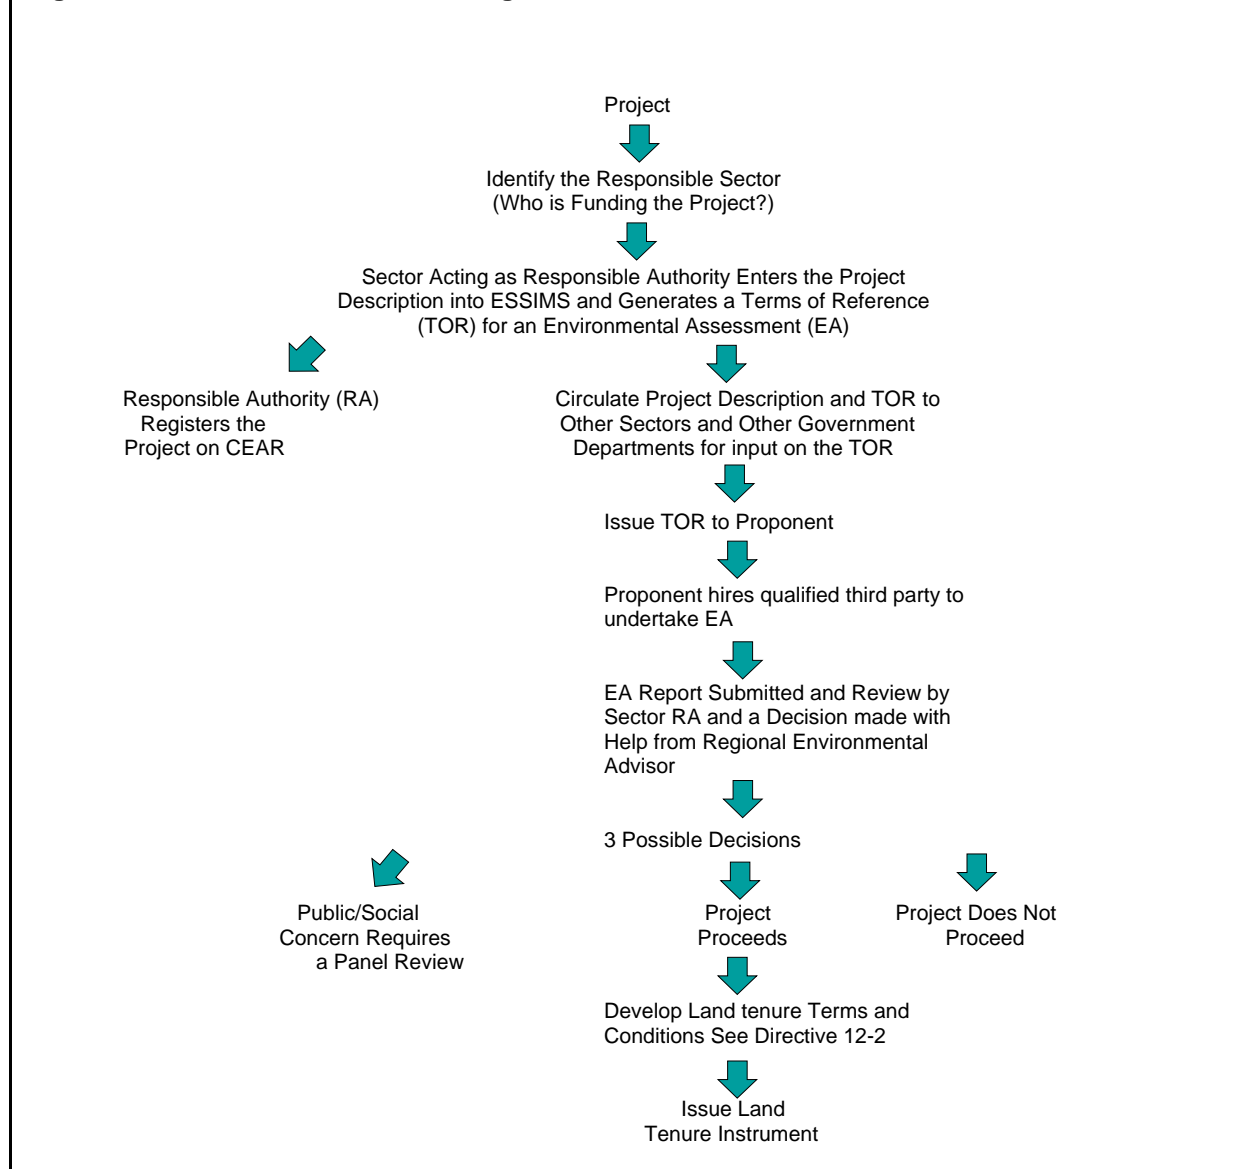 Project
Identify the Responsible Sector
(Who is Funding the Project?)
Sector Acting as Responsible Authority Enters the Project
Description into ESSIMS and Generates a Terms of Reference
(TOR) for an Environmental Assessment (EA)
Responsible Authority (RA)
Registers the
Project on CEAR
Circulate Project Description and TOR to
Other Sectors and Other Government
Departments for input on the TOR
Issue TOR to Proponent
Proponent hires qualified third party to
undertake EA
EA Report Submitted and Review by
Sector RA and a Decision made with
Help from Regional Environmental
Advisor
3 Possible Decisions
Public/Social
Concern Requires
a Panel Review
Project
Proceeds
Project Does Not
Proceed
Develop Land tenure Terms and
Conditions See Directive 12-2
Issue Land
Tenure Instrument